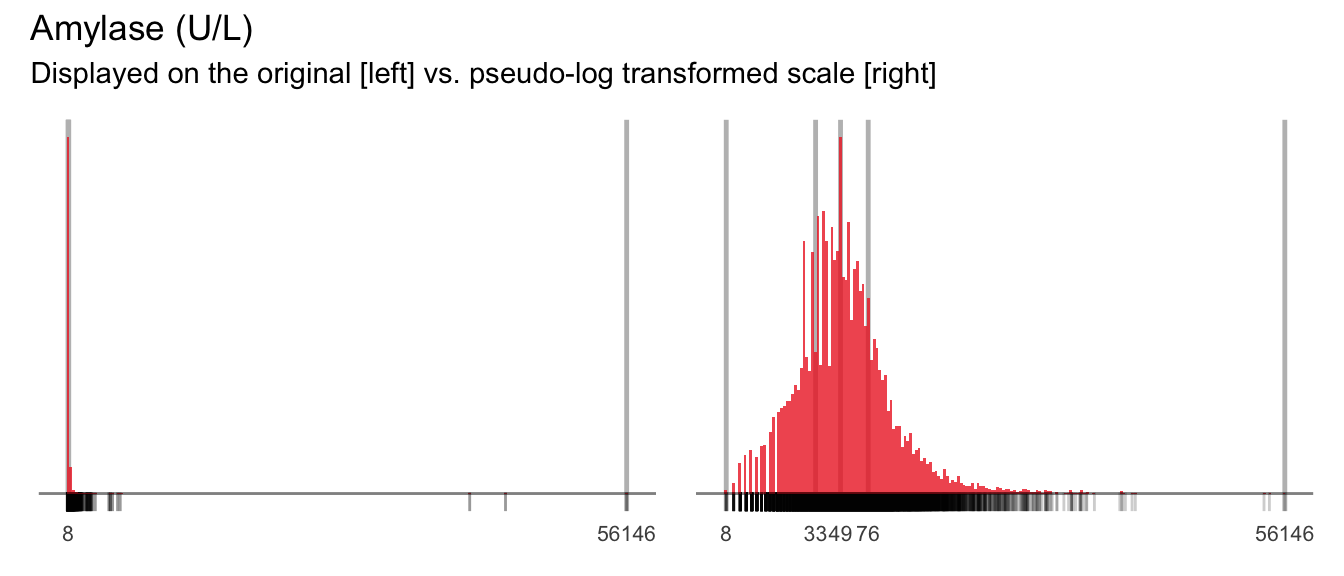 Amylase (U/L)
Displayed on the original [left] vs. pseudo-log transformed scale [right]
8 56146 8 33 49 76 56146